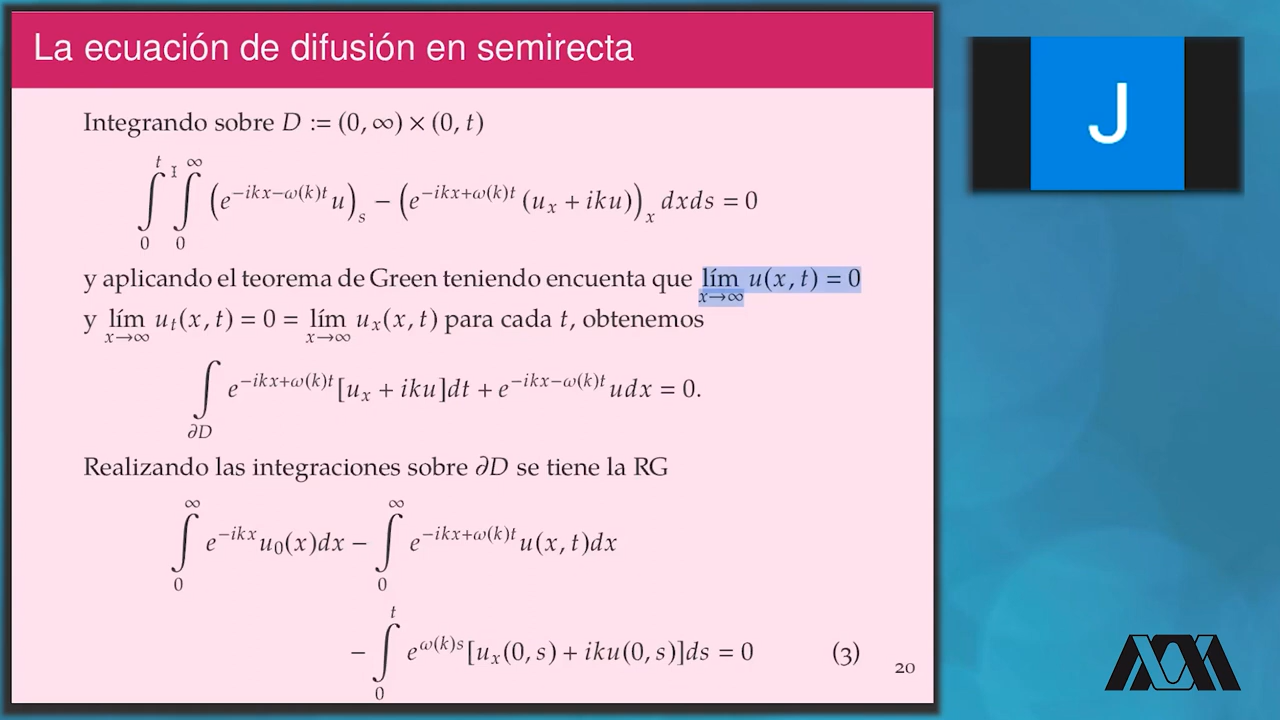 La ecuación de difusión en semirecta
J
Integrando sobre D := (0, ∞) × (0, t)
∫₀ᵗ ∫₀^∞ (e^{−ikx−ω(k)t} u)_s − (e^{−ikx+ω(k)t} (u_x + iku))_x dxds = 0
y aplicando el teorema de Green teniendo encuenta que lím_{x→∞} u(x, t) = 0
y lím_{x→∞} u_t(x, t) = 0 = lím_{x→∞} u_x(x, t) para cada t, obtenemos
∫_{∂D} e^{−ikx+ω(k)t} [u_x + iku]dt + e^{−ikx−ω(k)t} udx = 0.
Realizando las integraciones sobre ∂D se tiene la RG
∫₀^∞ e^{−ikx} u₀(x)dx − ∫₀^∞ e^{−ikx+ω(k)t} u(x, t)dx
− ∫₀ᵗ e^{ω(k)s} [u_x(0, s) + iku(0, s)]ds = 0 (3)
20